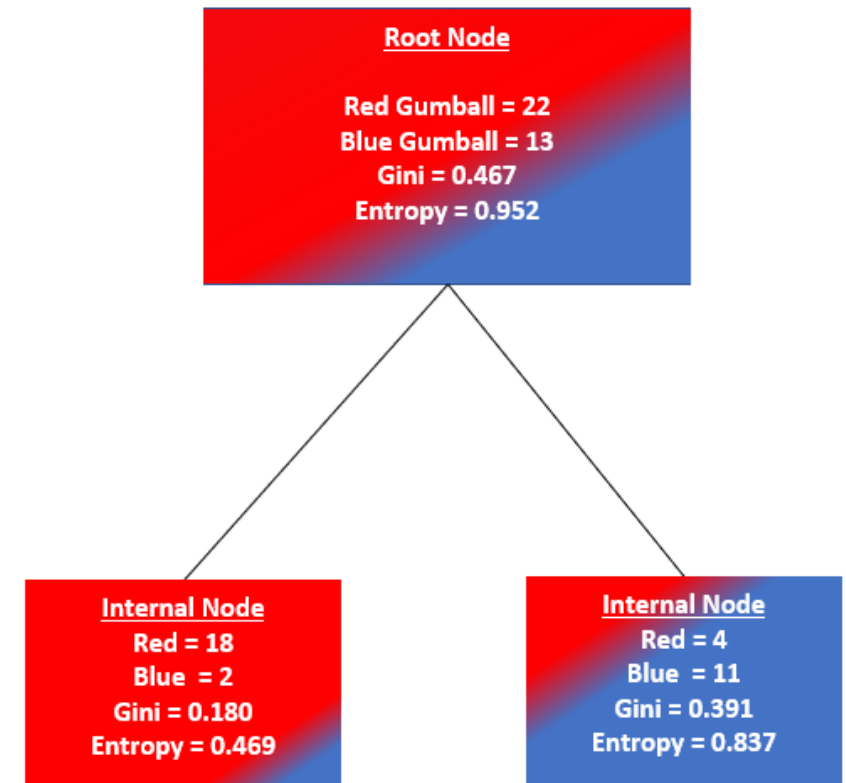 Root Node
Red Gumball = 22
Blue Gumball = 13
Gini = 0.467
Entropy = 0.952
Internal Node
Red = 18
Blue  = 2
Gini = 0.180
Entropy = 0.469
Internal Node
Red = 4
Blue  = 11
Gini = 0.391
Entropy = 0.837